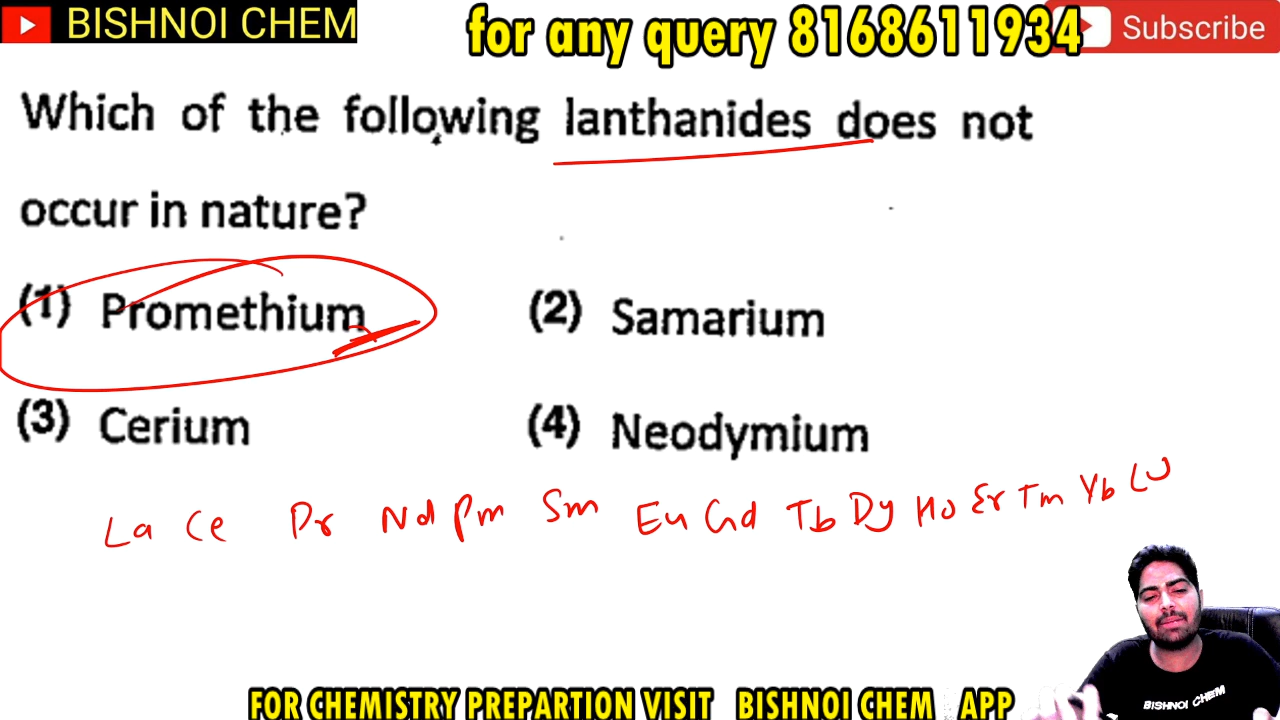 BISHNOI CHEM for any query 8168611934 Subscribe
Which of the following lanthanides does not
occur in nature?
(1) Promethium (2) Samarium
(3) Cerium (4) Neodymium
La Ce Pr Nd Pm Sm Eu Gd Tb Dy Ho Er Tm Yb Lu
BISHNOI CHEM
FOR CHEMISTRY PREPARTION VISIT BISHNOI CHEM APP